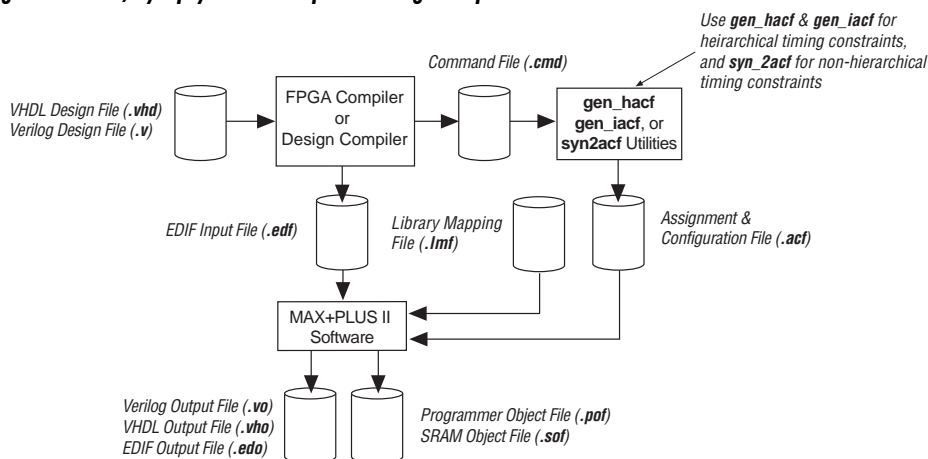 Use gen_hacf & gen_iacf for
heirarchical timing constraints,
and syn_2acf for non-hierarchical
timing constraints
Command File (.cmd)
VHDL Design File (.vhd)
Verilog Design File (.v)
FPGA Compiler
or
Design Compiler
gen_hacf
gen_iacf, or
syn2acf Utilities
EDIF Input File (.edf)
Library Mapping
File (.lmf)
Assignment &
Configuration File (.acf)
MAX+PLUS II
Software
Verilog Output File (.vo)
VHDL Output File (.vho)
EDIF Output File (.edo)
Programmer Object File (.pof)
SRAM Object File (.sof)